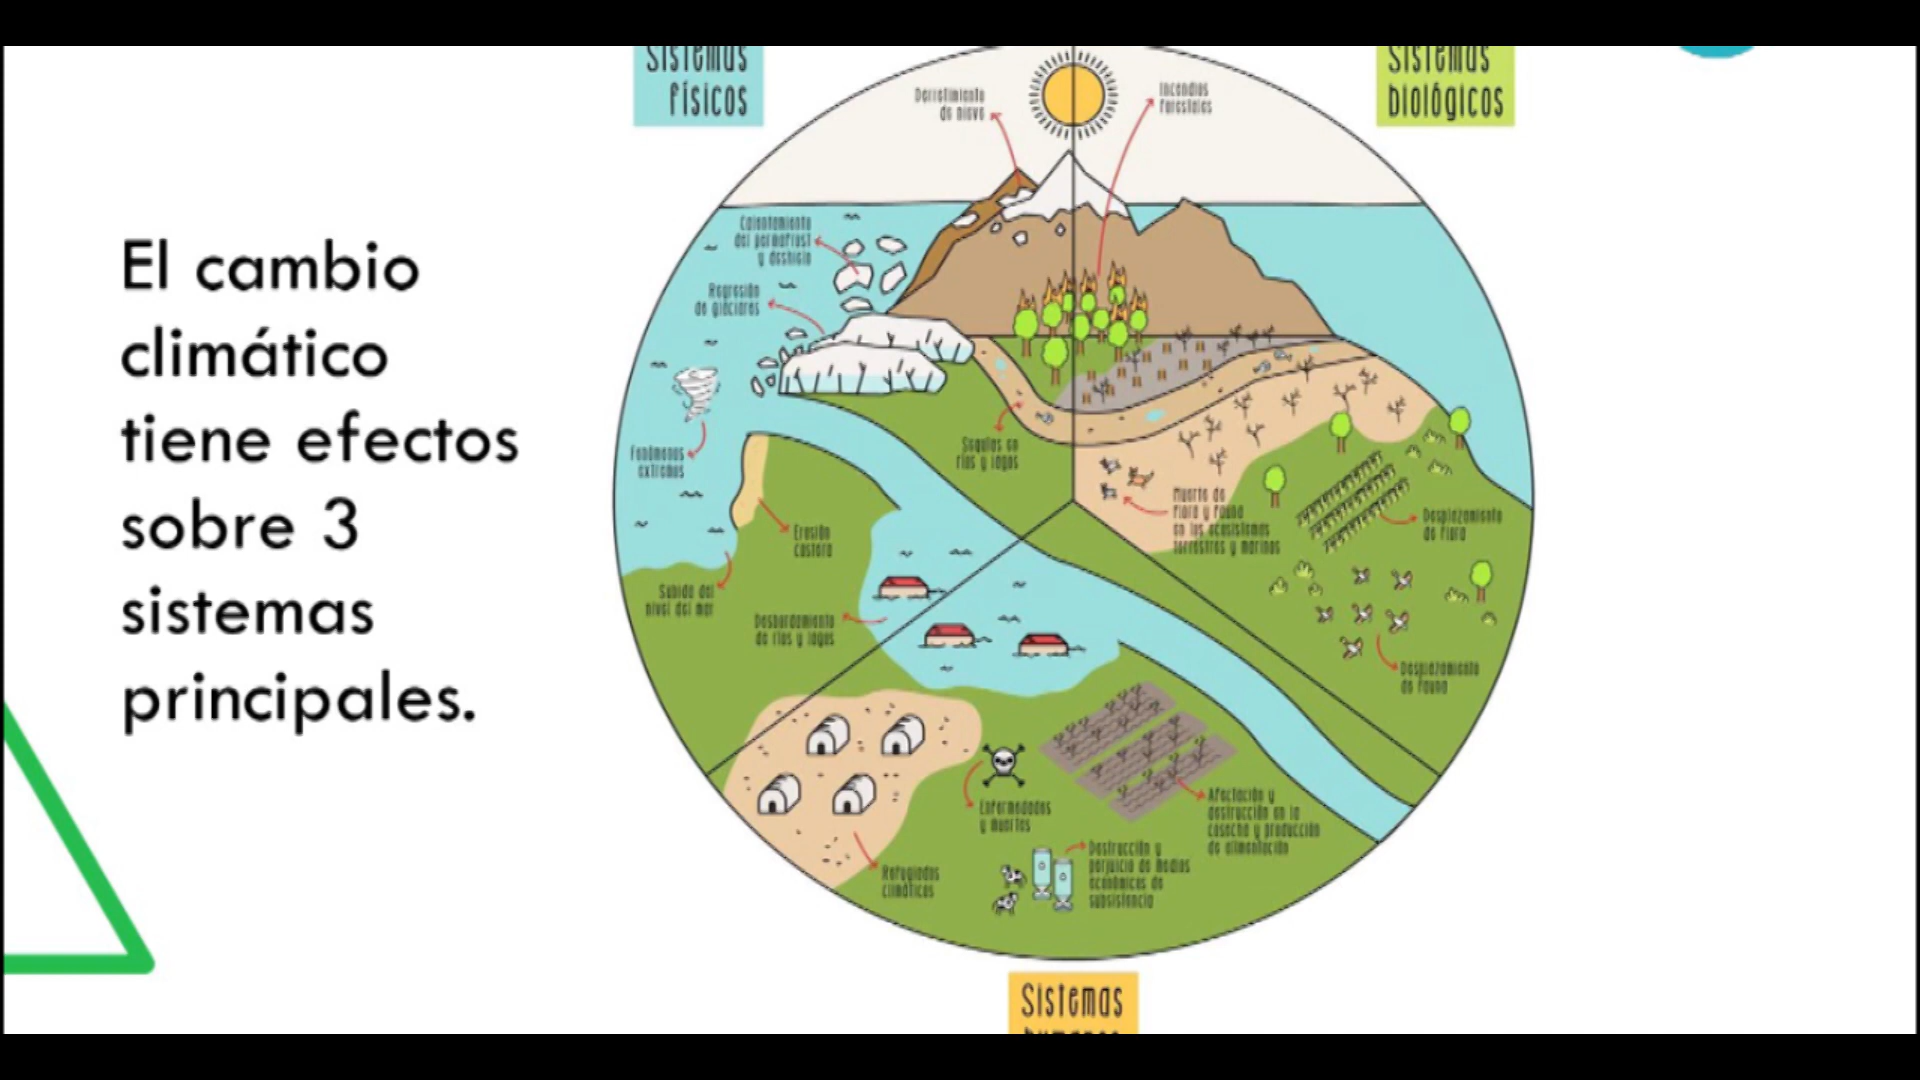 El cambio
climático
tiene efectos
sobre 3
sistemas
principales.
Sistemas
físicos
Sistemas
biológicos
Derretimiento
de nieve
Incendios
forestales
Calentamiento
del permafrost
y deshielo
Regresión
de glaciares
Fenómenos
extremos
Sequías en
ríos y lagos
Erosión
costera
Subida del
nivel del mar
Desbordamiento
de ríos y lagos
Muerte de
flora y fauna
en los ecosistemas
terrestres y marinos
Desplazamiento
de flora
Desplazamiento
de fauna
Enfermedades
y muertes
Afectación y
destrucción en la
cosecha y producción
de alimentación
Destrucción y
perjuicio de medios
económicos de
subsistencia
Refugiados
climáticos
Sistemas
humanos